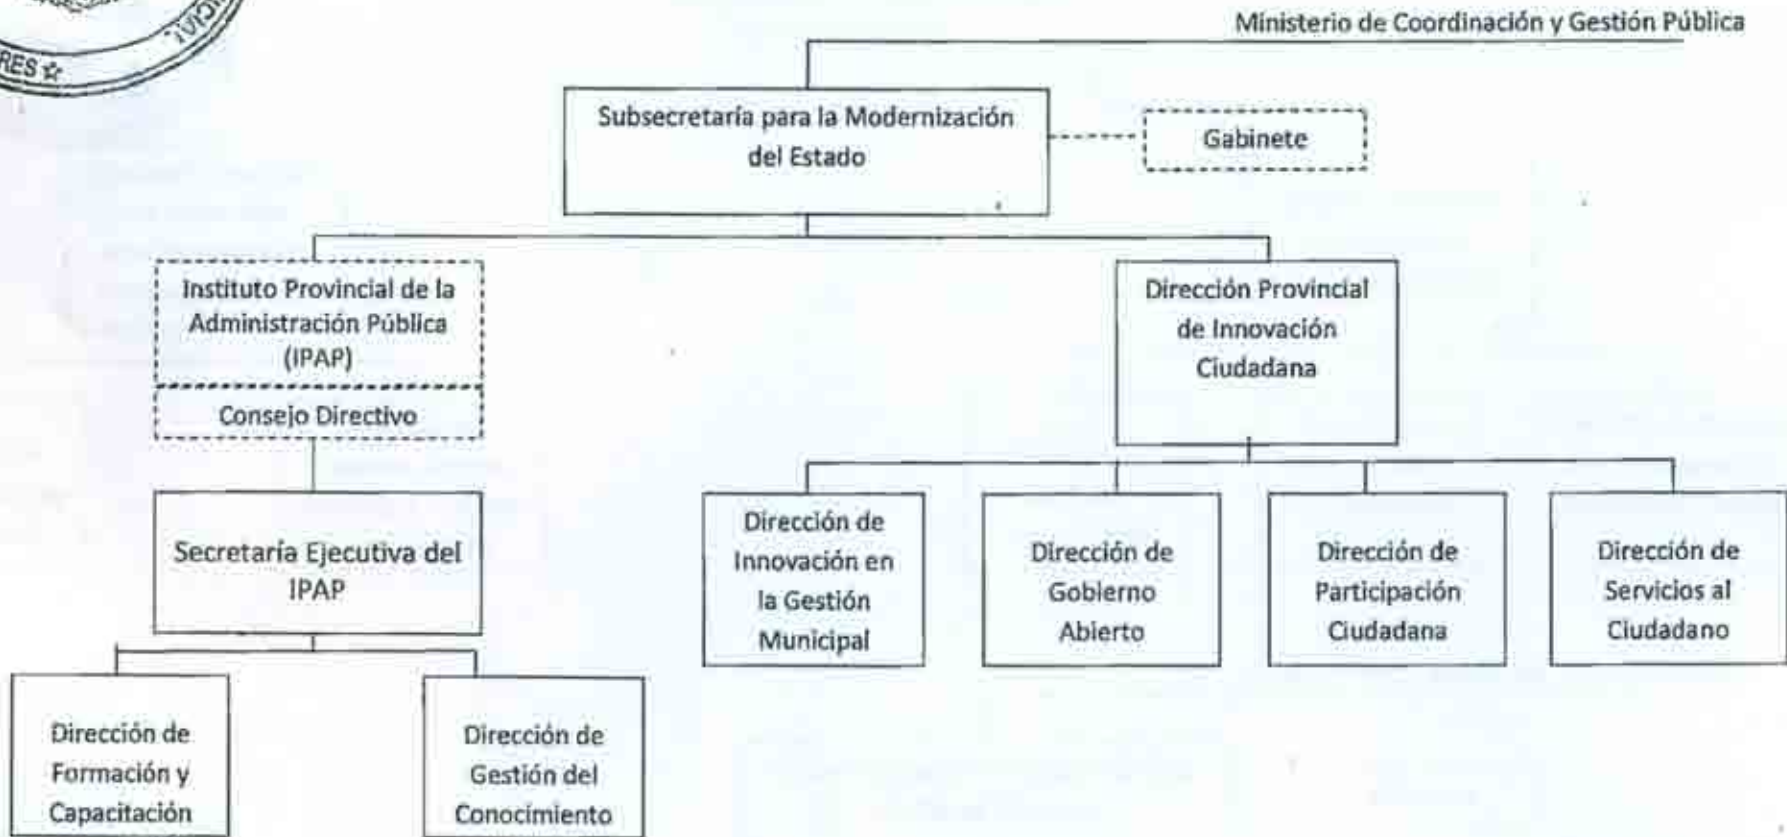 RES
Ministerio de Coordinación y Gestión Pública
Subsecretaría para la Modernización
del Estado
Gabinete
Instituto Provincial de la
Administración Pública
(IPAP)
Consejo Directivo
Dirección Provincial
de Innovación
Ciudadana
Secretaría Ejecutiva del
IPAP
Dirección de
Innovación en
la Gestión
Municipal
Dirección de
Gobierno
Abierto
Dirección de
Participación
Ciudadana
Dirección de
Servicios al
Ciudadano
Dirección de
Formación y
Capacitación
Dirección de
Gestión del
Conocimiento